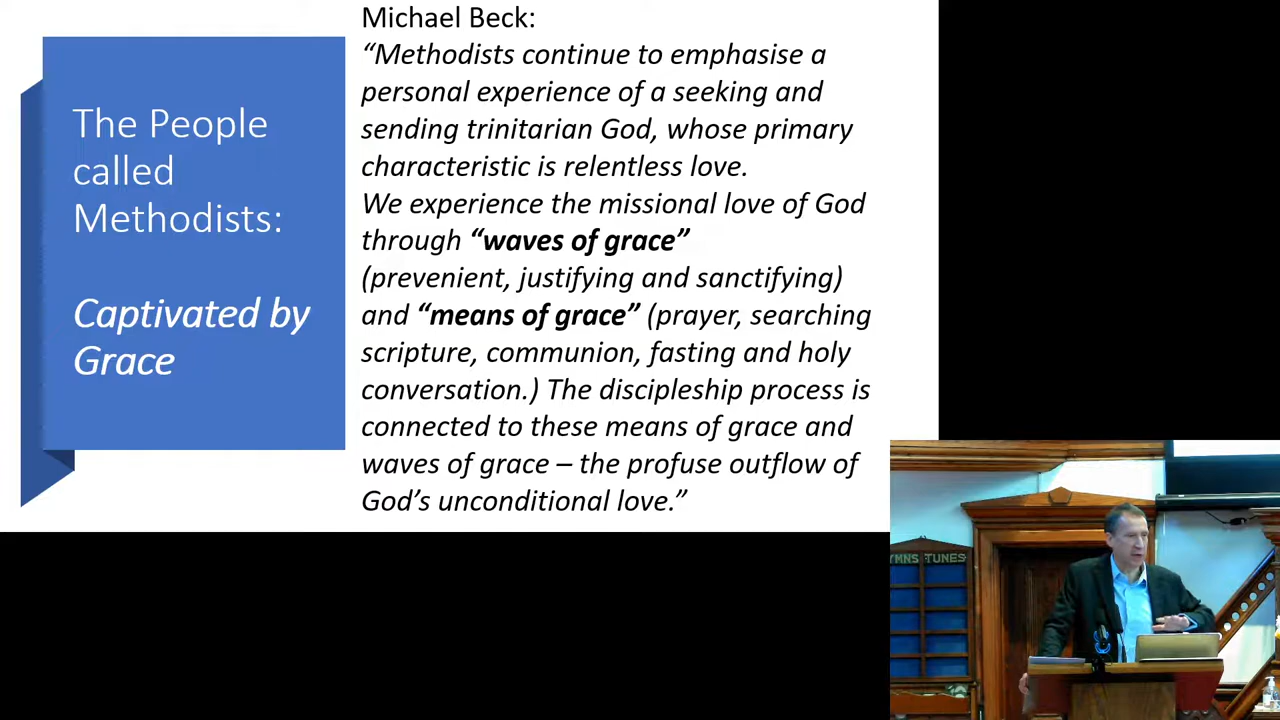 The People
called
Methodists:
Captivated by
Grace
Michael Beck:
“Methodists continue to emphasise a
personal experience of a seeking and
sending trinitarian God, whose primary
characteristic is relentless love.
We experience the missional love of God
through “waves of grace”
(prevenient, justifying and sanctifying)
and “means of grace” (prayer, searching
scripture, communion, fasting and holy
conversation.) The discipleship process is
connected to these means of grace and
waves of grace – the profuse outflow of
God’s unconditional love.”
YMNS TUNES